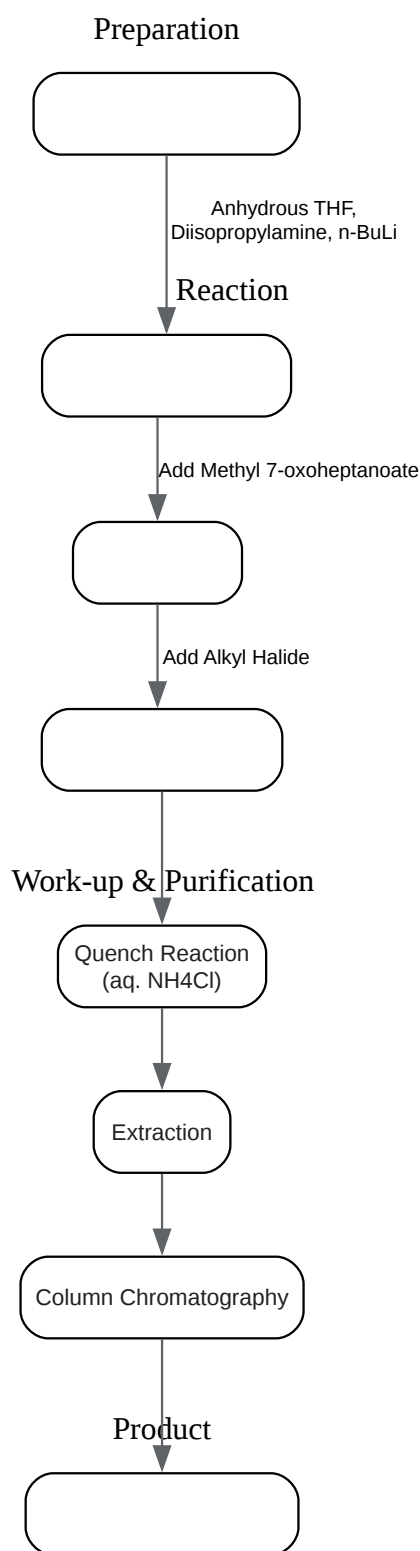 Preparation
Anhydrous THF,
Diisopropylamine, n-BuLi
Reaction
Add Methyl 7-oxoheptanoate
Add Alkyl Halide
Work-up & Purification
Quench Reaction
(aq. NH4Cl)
Extraction
Column Chromatography
Product